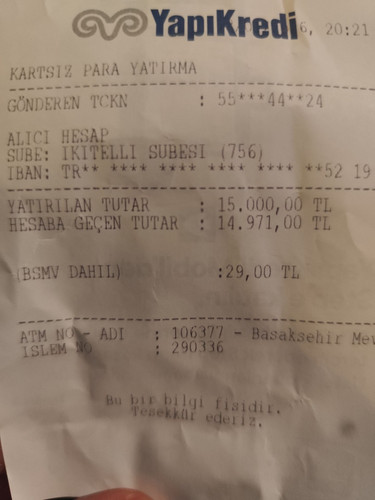 YapıKredi
6, 20:21
KARTSIZ PARA YATIRMA
GÖNDEREN TCKN : 55***44**24
ALICI HESAP
SUBE: IKITELLI SUBESI (756)
IBAN: TR** **** **** **** **** **52 19
YATIRILAN TUTAR : 15.000,00 TL
HESABA GEÇEN TUTAR : 14.971,00 TL
(BSMV DAHIL) :29,00 TL
ATM NO - ADI : 106377 - Basaksehir Mev
ISLEM NO : 290336
Bu bir bilgi fisidir.
Tesekkür ederiz.